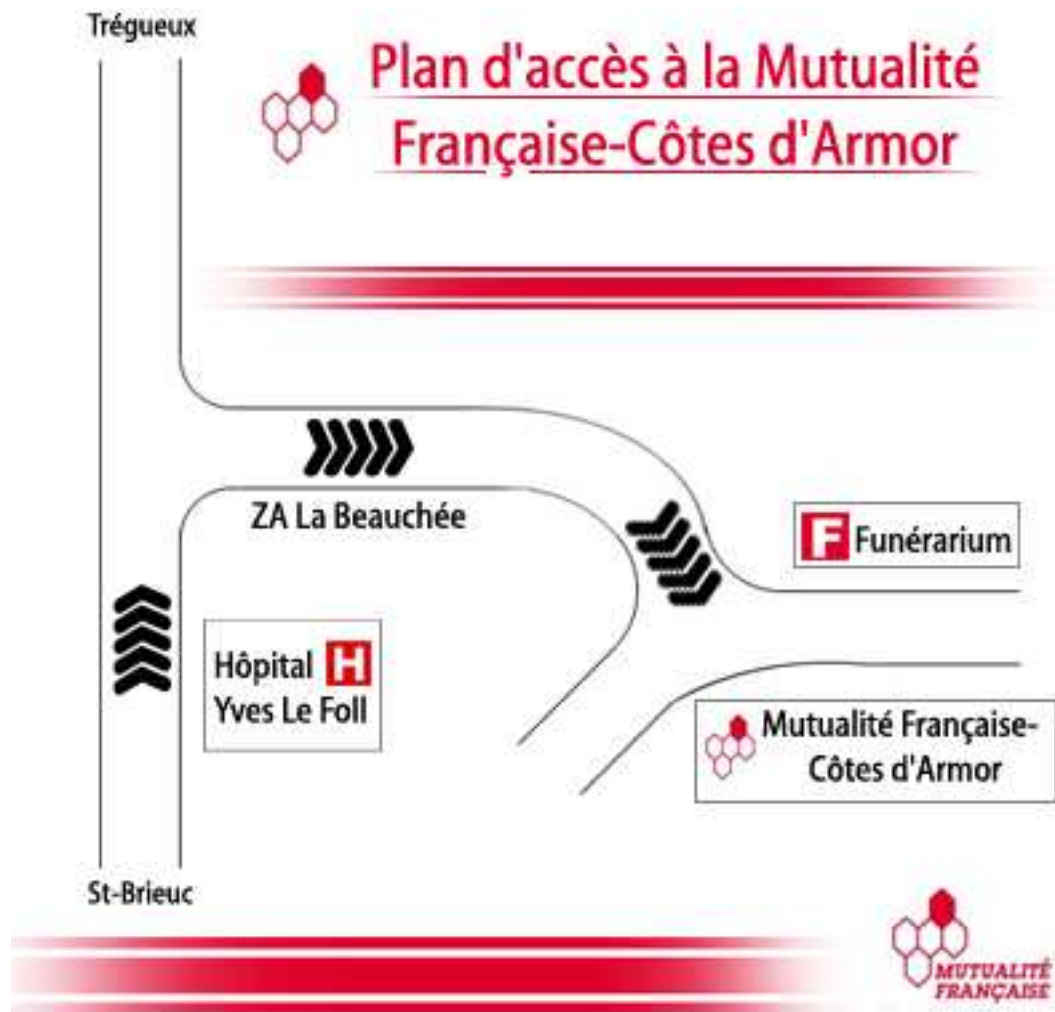 Trégueux
Plan d'accès à la Mutualité
Française-Côtes d'Armor
ZA La Beauchée
F Funérarium
Hôpital H
Yves Le Foll
Mutualité Française-
Côtes d'Armor
St-Brieuc
MUTUALITÉ
FRANÇAISE